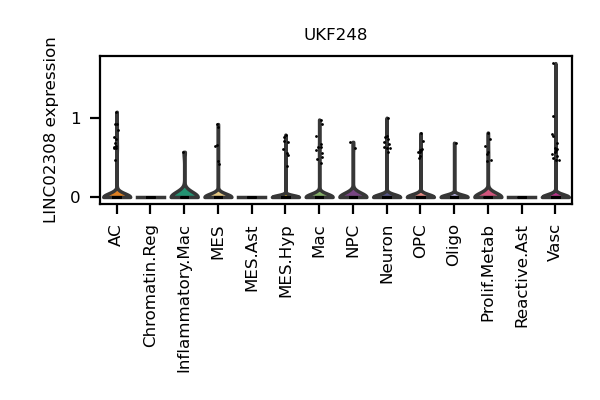 UKF248
LINC02308 expression
1
0
AC
Chromatin.Reg
Inflammatory.Mac
MES
MES.Ast
MES.Hyp
Mac
NPC
Neuron
OPC
Oligo
Prolif.Metab
Reactive.Ast
Vasc